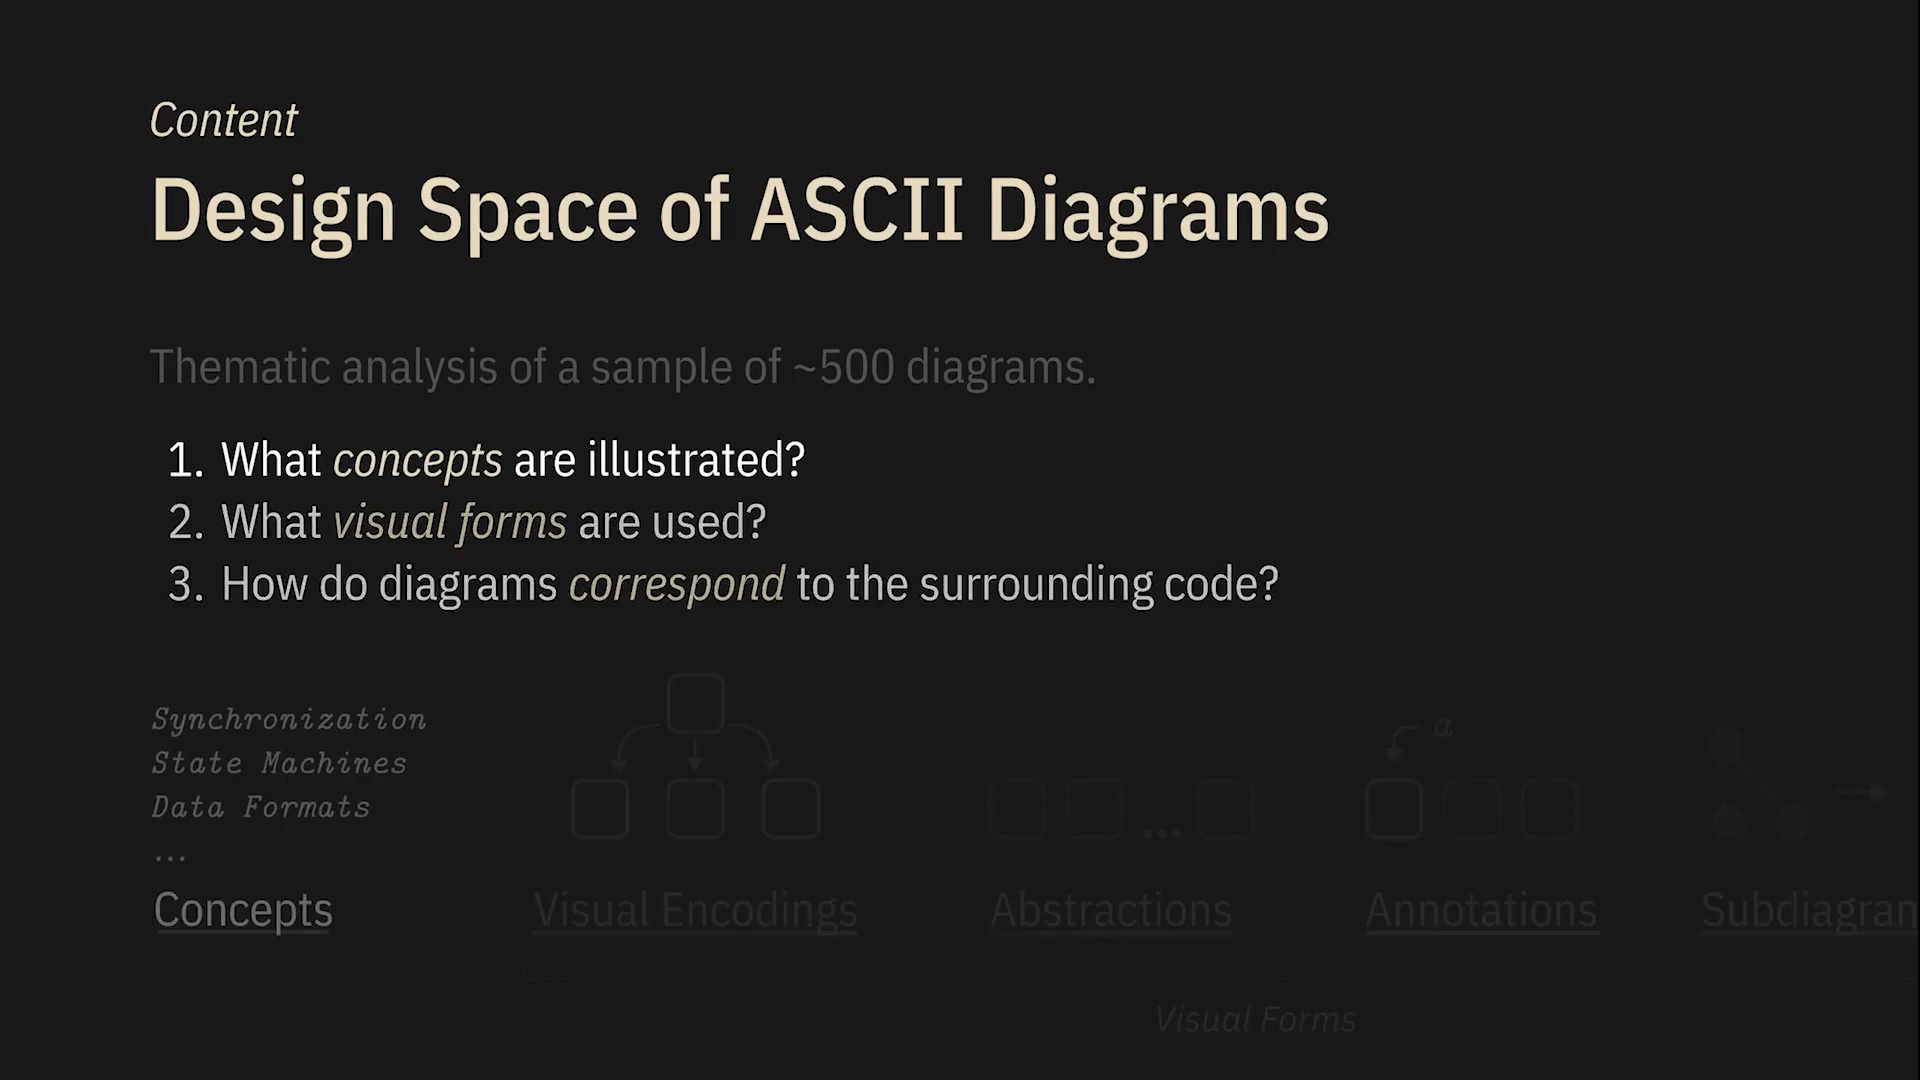 Content
Design Space of ASCII Diagrams
Thematic analysis of a sample of ~500 diagrams.
1. What concepts are illustrated?
2. What visual forms are used?
3. How do diagrams correspond to the surrounding code?
Synchronization
State Machines
Data Formats
...
a
...
Concepts
Visual Encodings
Abstractions
Annotations
Subdiagram
Visual Forms